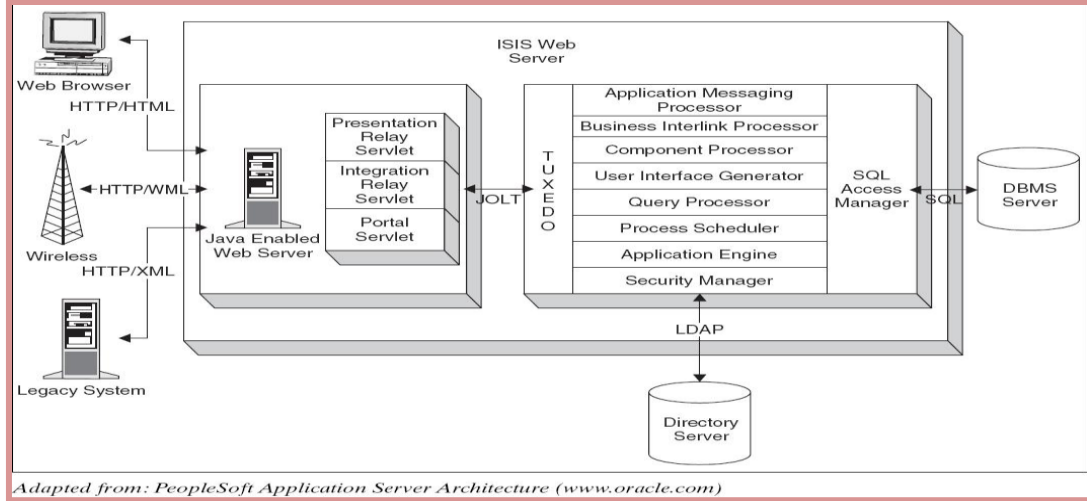 ISIS Web
Server
Web Browser
HTTP/HTML
HTTP/WML
Wireless
HTTP/XML
Legacy System
Java Enabled
Web Server
Presentation
Relay
Servlet
Integration
Relay
Servlet
Portal
Servlet
JOLT
TUXEDO
Application Messaging
Processor
Business Interlink Processor
Component Processor
User Interface Generator
Query Processor
Process Scheduler
Application Engine
Security Manager
SQL
Access
Manager
SQL
DBMS
Server
LDAP
Directory
Server
Adapted from: PeopleSoft Application Server Architecture (www.oracle.com)